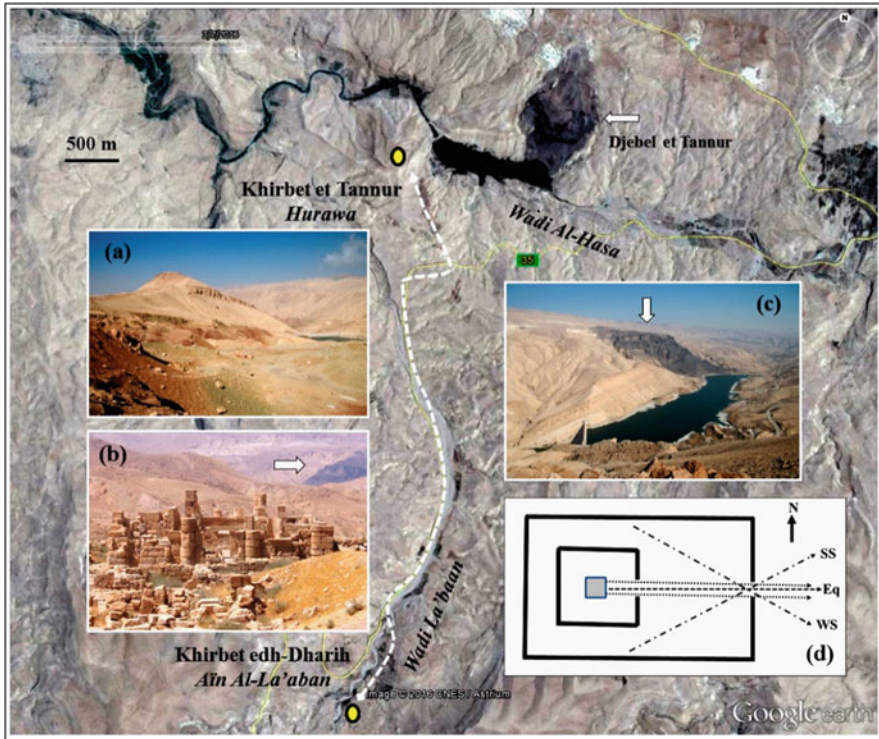 N
500 m
Djebel et Tannur
Khirbet et Tannur
Hurawa
Wadi Al-Hasa
35
(a)
(c)
(b)
N
SS
Eq
WS
(d)
Wadi La'baan
Khirbet edh-Dharih
Aïn Al-La'aban
Image © 2016 CNES / Astrium
Google earth